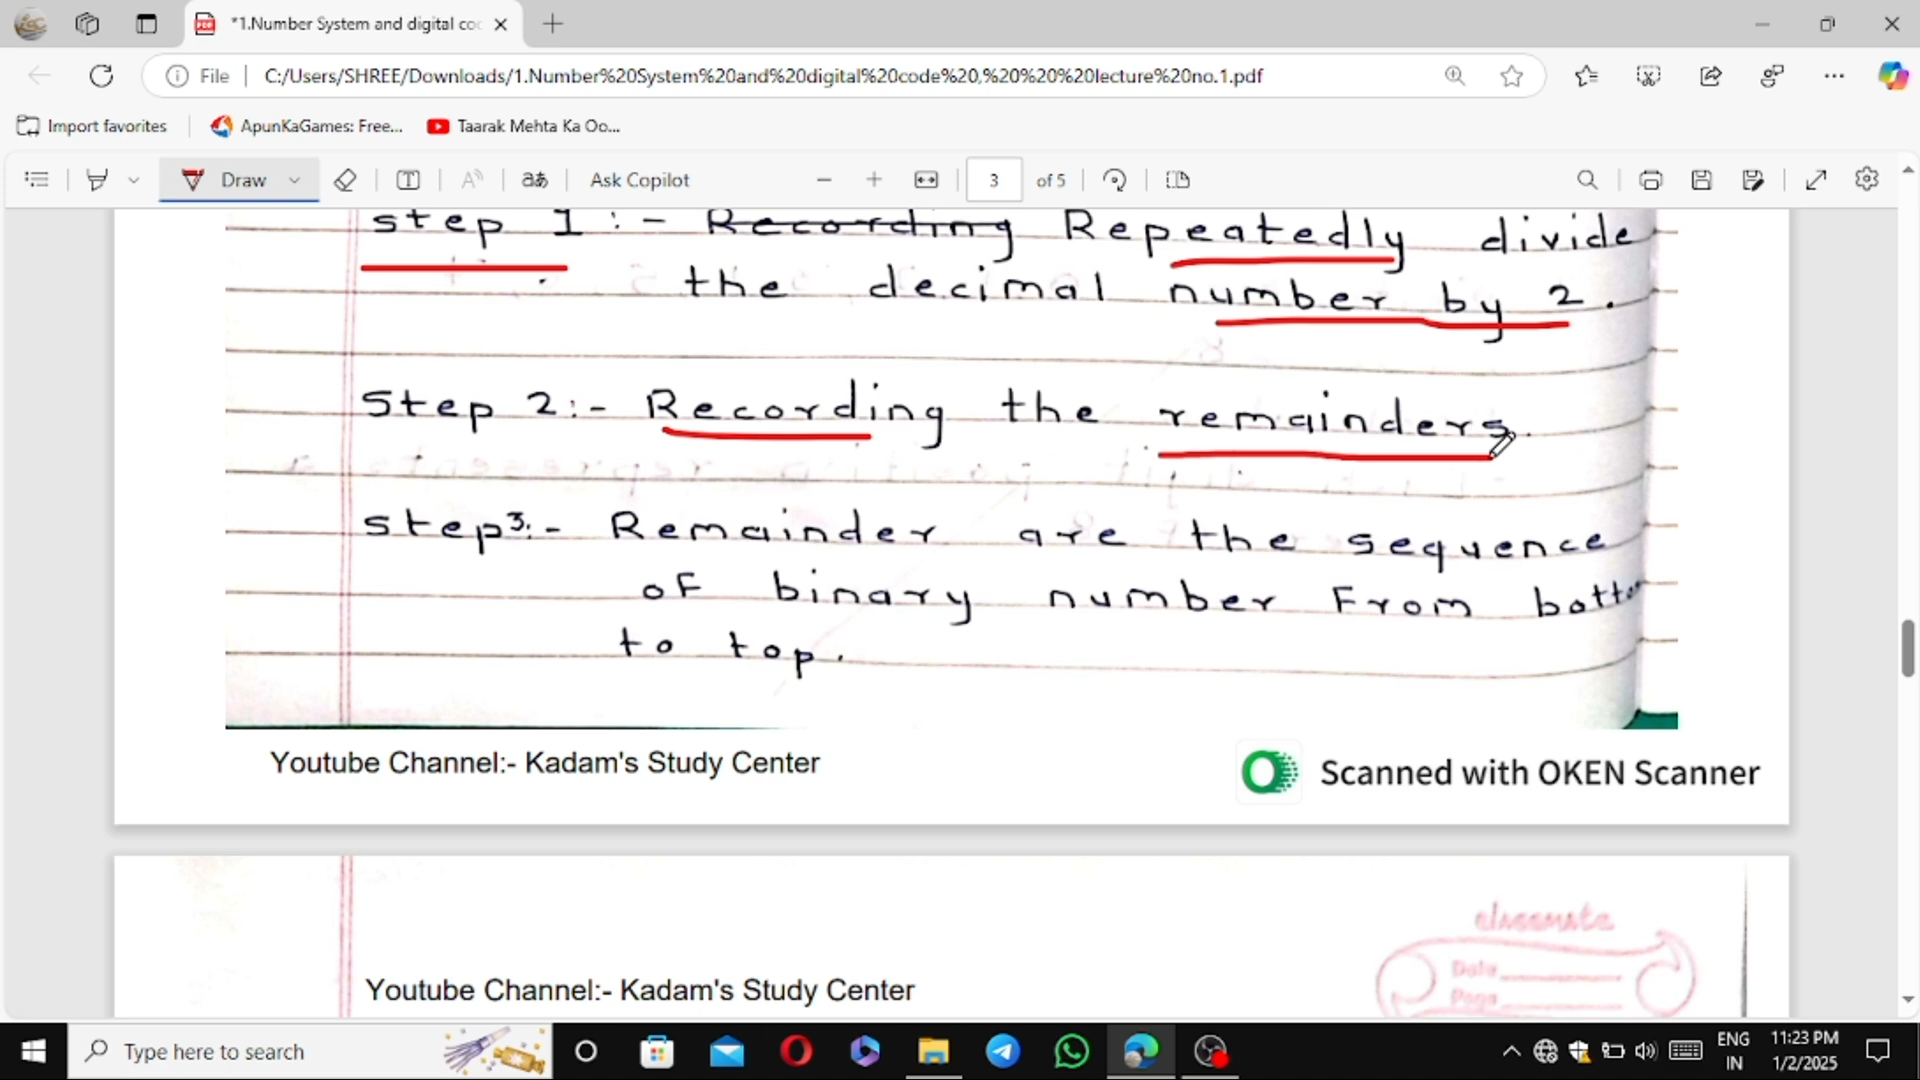 *1.Number System and digital co
File
C:/Users/SHREE/Downloads/1.Number%20System%20and%20digital%20code%20,%20%20%20lecture%20no.1.pdf
Import favorites
ApunKaGames: Free...
Taarak Mehta Ka Oo...
Draw
Ask Copilot
3
of 5
step 1:- Recording Repeatedly divide
the decimal number by 2.
Step 2:- Recording the remainders.
step3:- Remainder are the sequence
of binary number From botto
to top.
Youtube Channel:- Kadam's Study Center
Scanned with OKEN Scanner
classmate
Date
Page
Youtube Channel:- Kadam's Study Center
Type here to search
ENG
IN
11:23 PM
1/2/2025